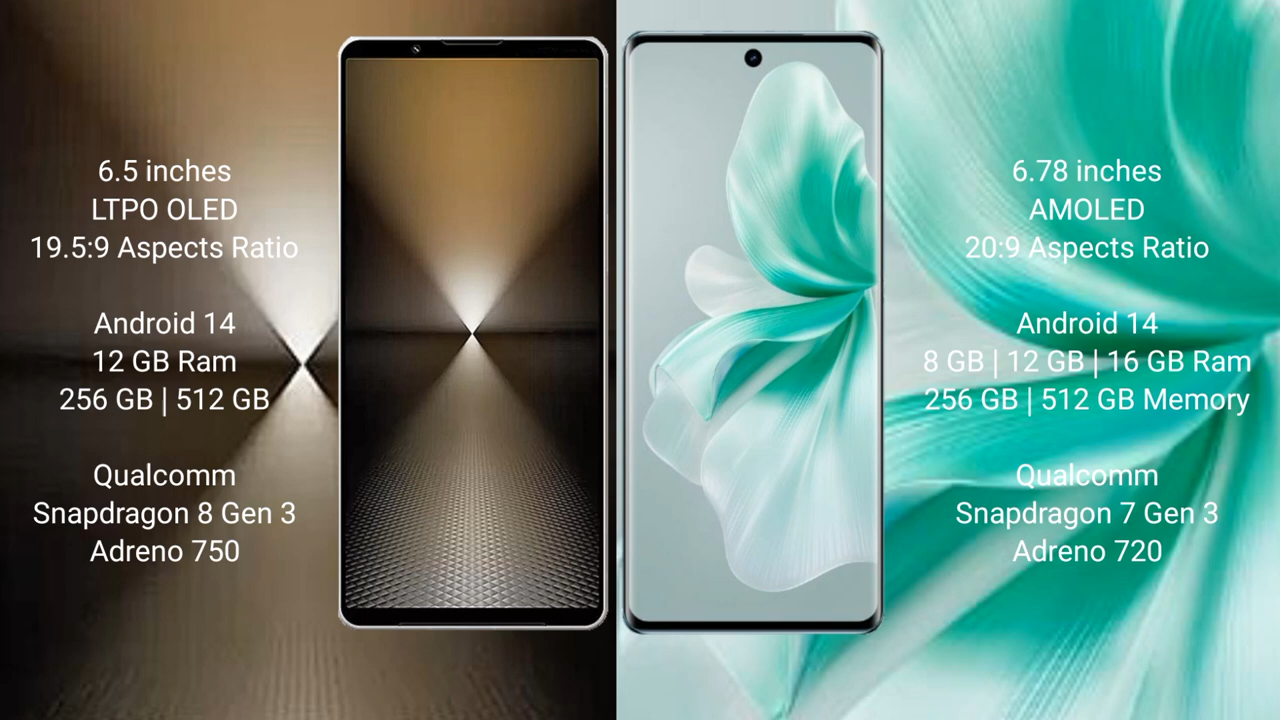 6.5 inches
LTPO OLED
19.5:9 Aspects Ratio
Android 14
12 GB Ram
256 GB | 512 GB
Qualcomm
Snapdragon 8 Gen 3
Adreno 750
6.78 inches
AMOLED
20:9 Aspects Ratio
Android 14
8 GB | 12 GB | 16 GB Ram
256 GB | 512 GB Memory
Qualcomm
Snapdragon 7 Gen 3
Adreno 720